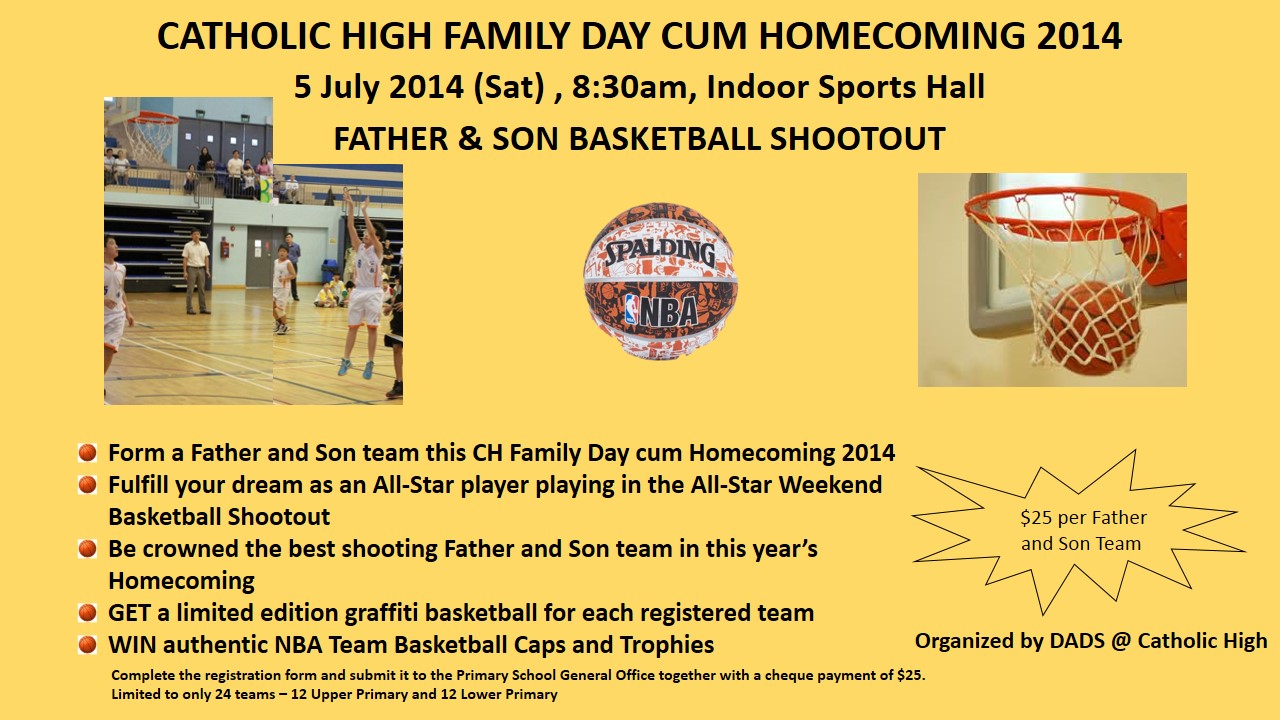 CATHOLIC HIGH FAMILY DAY CUM HOMECOMING 2014
5 July 2014 (Sat) , 8:30am, Indoor Sports Hall
FATHER & SON BASKETBALL SHOOTOUT
SPALDING
NBA
Form a Father and Son team this CH Family Day cum Homecoming 2014
Fulfill your dream as an All-Star player playing in the All-Star Weekend
Basketball Shootout
Be crowned the best shooting Father and Son team in this year’s
Homecoming
GET a limited edition graffiti basketball for each registered team
WIN authentic NBA Team Basketball Caps and Trophies
$25 per Father
and Son Team
Organized by DADS @ Catholic High
Complete the registration form and submit it to the Primary School General Office together with a cheque payment of $25.
Limited to only 24 teams – 12 Upper Primary and 12 Lower Primary